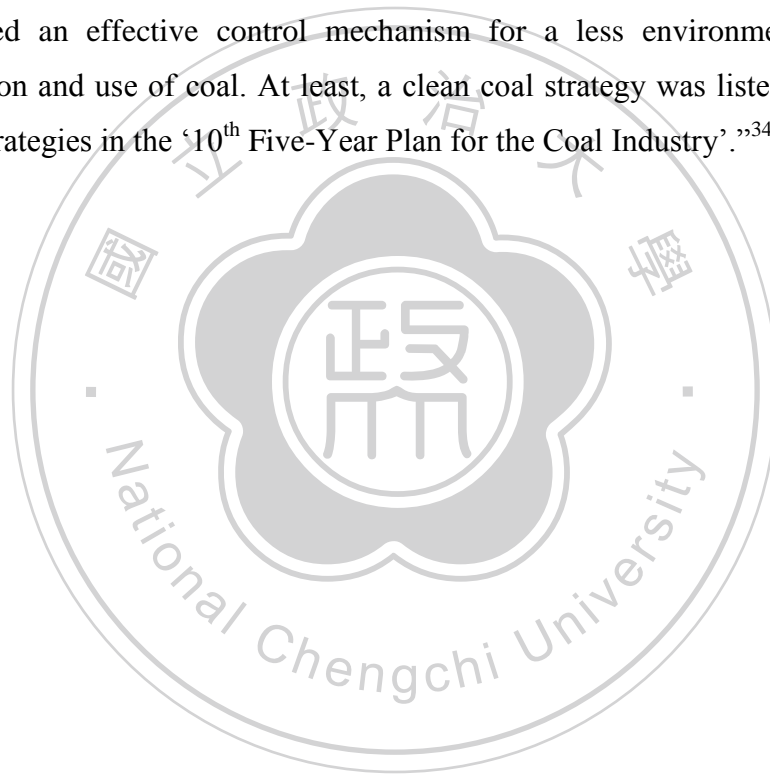 ed an effective control mechanism for a less environme
on and use of coal. At least, a clean coal strategy was liste
rategies in the ‘10th Five-Year Plan for the Coal Industry’.”34
國立政治大學
政大
National Chengchi University